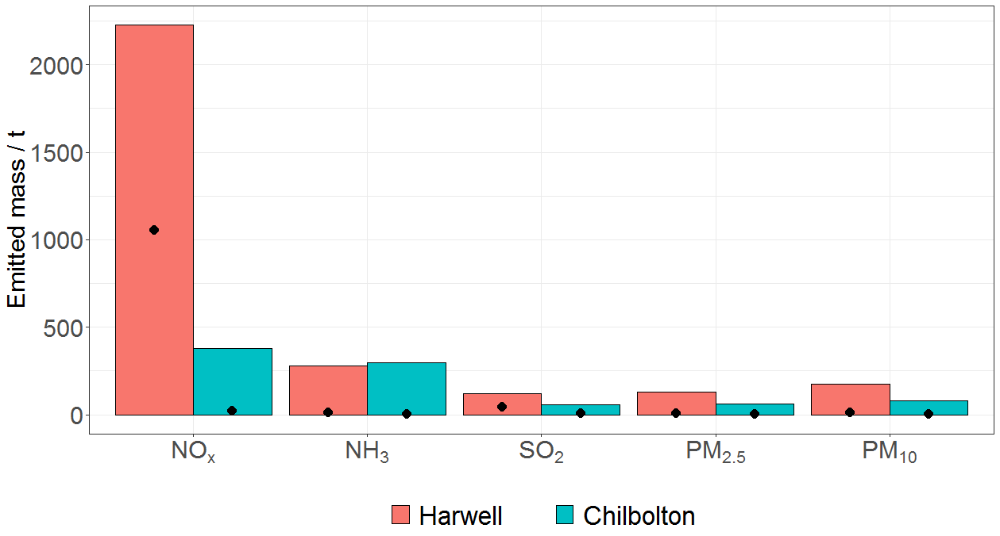 Emitted mass / t
2000
1500
1000
500
0
NOₓ NH₃ SO₂ PM₂.₅ PM₁₀
Harwell Chilbolton